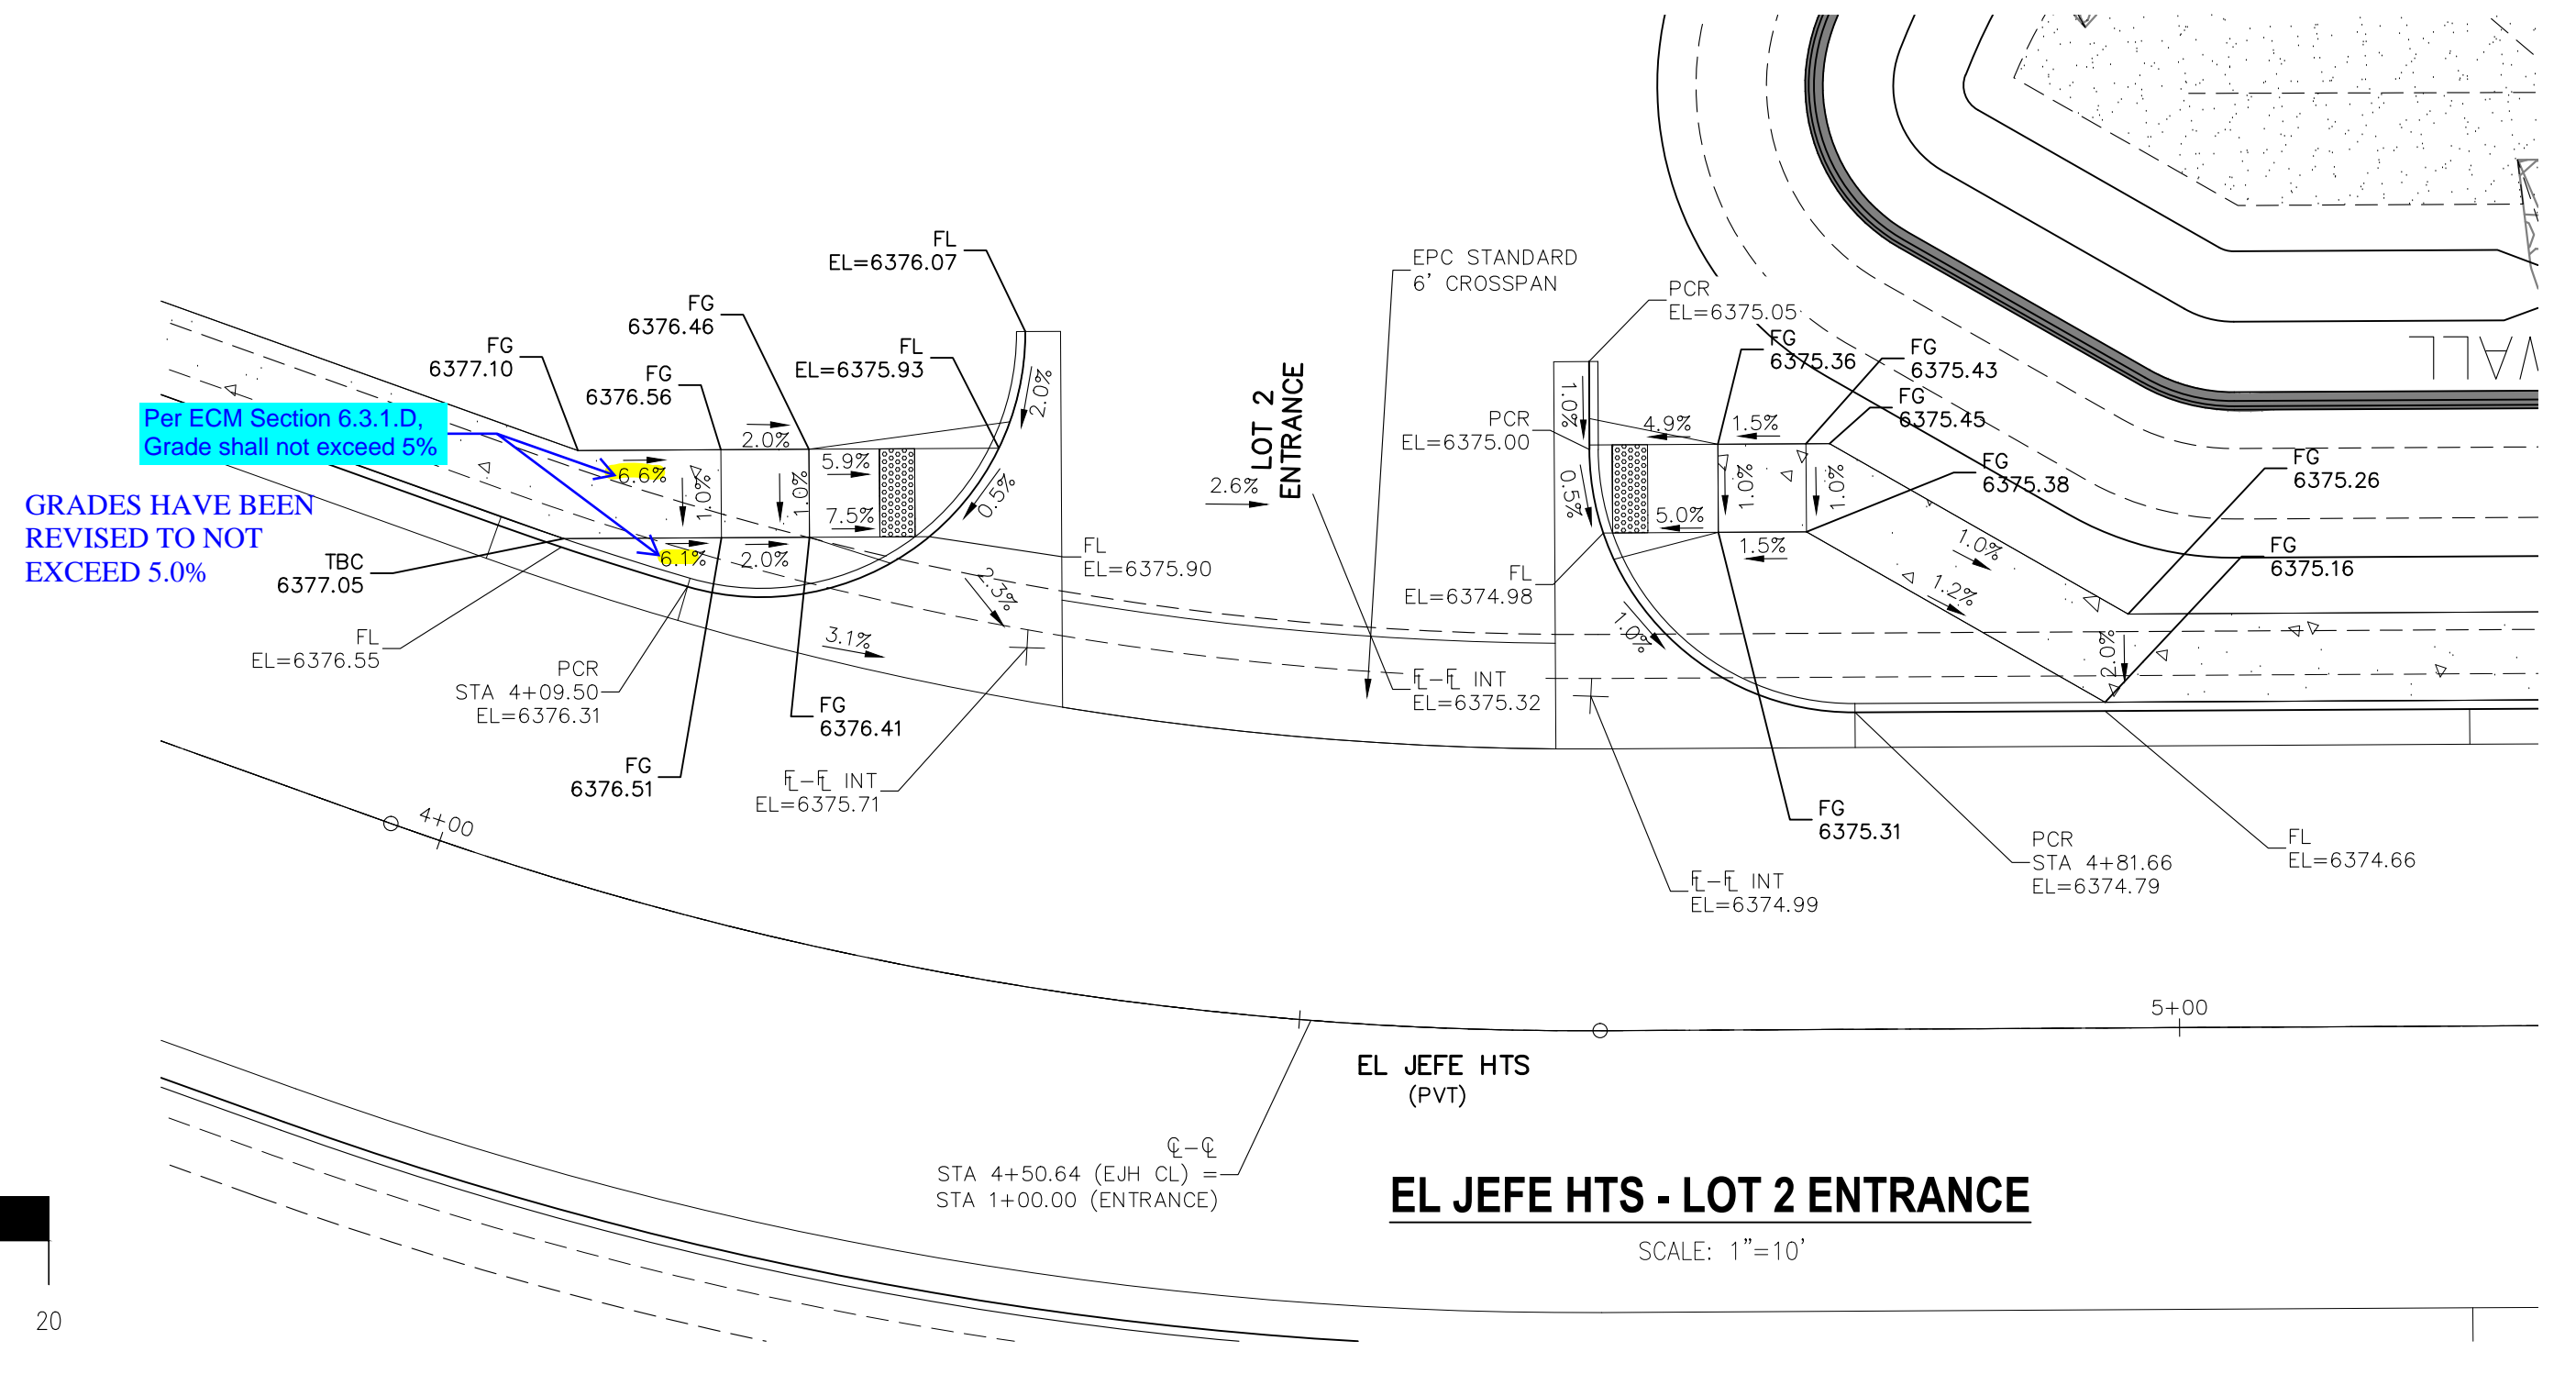 FL
EL=6376.07
FG
6376.46
FL
EL=6375.93
FG
6377.10
FG
6376.56
2.0%
2.0%
Per ECM Section 6.3.1.D,
Grade shall not exceed 5%
6.6%
1.0%
1.0%
5.9%
7.5%
0.5%
6.1%
2.0%
GRADES HAVE BEEN
REVISED TO NOT
EXCEED 5.0%
TBC
6377.05
FL
EL=6376.55
PCR
STA 4+09.50
EL=6376.31
3.1%
2.3%
FG
6376.41
FG
6376.51
FL-FL INT
EL=6375.71
FL
EL=6375.90
2.6%
LOT 2
ENTRANCE
EPC STANDARD
6' CROSSPAN
PCR
EL=6375.05
FG
6375.36
FG
6375.43
FG
6375.45
PCR
EL=6375.00
1.0%
4.9%
1.5%
0.5%
5.0%
1.0%
1.0%
1.5%
FG
6375.38
FG
6375.26
FG
6375.16
FL
EL=6374.98
1.0%
1.0%
1.2%
2.0%
FL-FL INT
EL=6375.32
FG
6375.31
FL-FL INT
EL=6374.99
PCR
STA 4+81.66
EL=6374.79
FL
EL=6374.66
WALL
4+00
5+00
EL JEFE HTS
(PVT)
CL-CL
STA 4+50.64 (EJH CL) =
STA 1+00.00 (ENTRANCE)
EL JEFE HTS - LOT 2 ENTRANCE
SCALE: 1"=10'
20